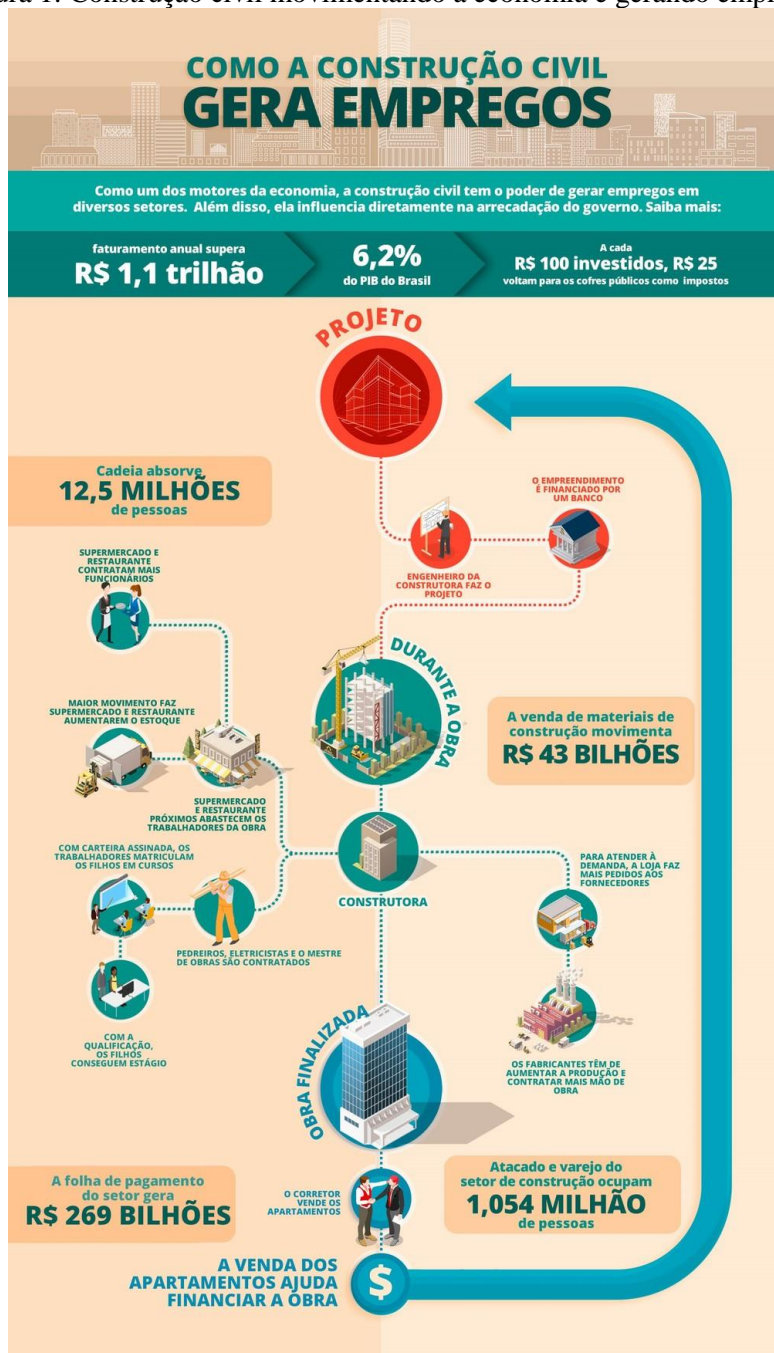 Construção civil movimentando a economia e gerando
COMO A CONSTRUÇÃO CIVIL
GERA EMPREGOS
Como um dos motores da economia, a construção civil tem o poder de gerar empregos em
diversos setores. Além disso, ela influencia diretamente na arrecadação do governo. Saiba mais:
faturamento anual supera
R$ 1,1 trilhão
6,2%
do PIB do Brasil
A cada
R$ 100 investidos, R$ 25
voltam para os cofres públicos como impostos
PROJETO
Cadeia absorve
12,5 MILHÕES
de pessoas
O EMPREENDIMENTO
É FINANCIADO POR
UM BANCO
ENGENHEIRO DA
CONSTRUTORA FAZ O
PROJETO
SUPERMERCADO E
RESTAURANTE
CONTRATAM MAIS
FUNCIONÁRIOS
DURANTE A OBRA
MAIOR MOVIMENTO FAZ
SUPERMERCADO E RESTAURANTE
AUMENTAREM O ESTOQUE
A venda de materiais de
construção movimenta
R$ 43 BILHÕES
SUPERMERCADO
E RESTAURANTE
PRÓXIMOS ABASTECEM OS
TRABALHADORES DA OBRA
COM CARTEIRA ASSINADA, OS
TRABALHADORES MATRICULAM
OS FILHOS EM CURSOS
CONSTRUTORA
PARA ATENDER À
DEMANDA, A LOJA FAZ
MAIS PEDIDOS AOS
FORNECEDORES
PEDREIROS, ELETRICISTAS E O MESTRE
DE OBRAS SÃO CONTRATADOS
COM A
QUALIFICAÇÃO,
OS FILHOS
CONSEGUEM ESTÁGIO
OS FABRICANTES TÊM DE
AUMENTAR A PRODUÇÃO E
CONTRATAR MAIS MÃO DE
OBRA
OBRA FINALIZADA
A folha de pagamento
do setor gera
R$ 269 BILHÕES
O CORRETOR
VENDE OS
APARTAMENTOS
Atacado e varejo do
setor de construção ocupam
1,054 MILHÃO
de pessoas
A VENDA DOS
APARTAMENTOS AJUDA
FINANCIAR A OBRA
$